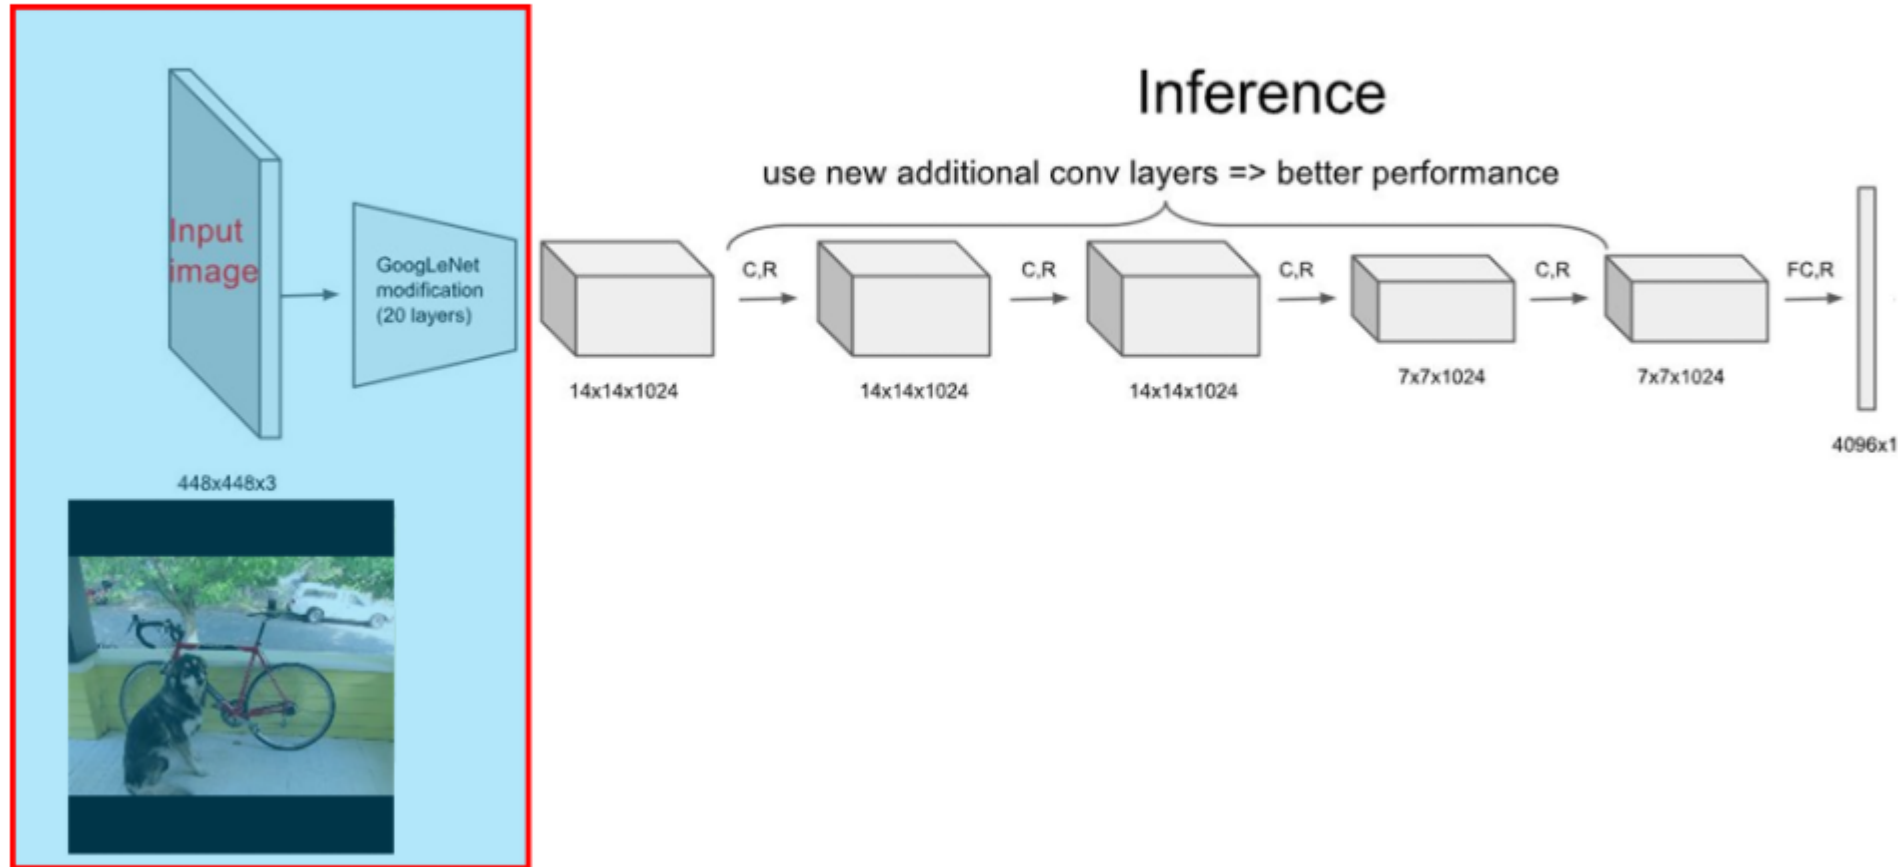 Inference
use new additional conv layers => better performance
Input
image
GoogLeNet
modification
(20 layers)
C,R
C,R
C,R
C,R
FC,R
14x14x1024
14x14x1024
14x14x1024
7x7x1024
7x7x1024
4096x1
448x448x3